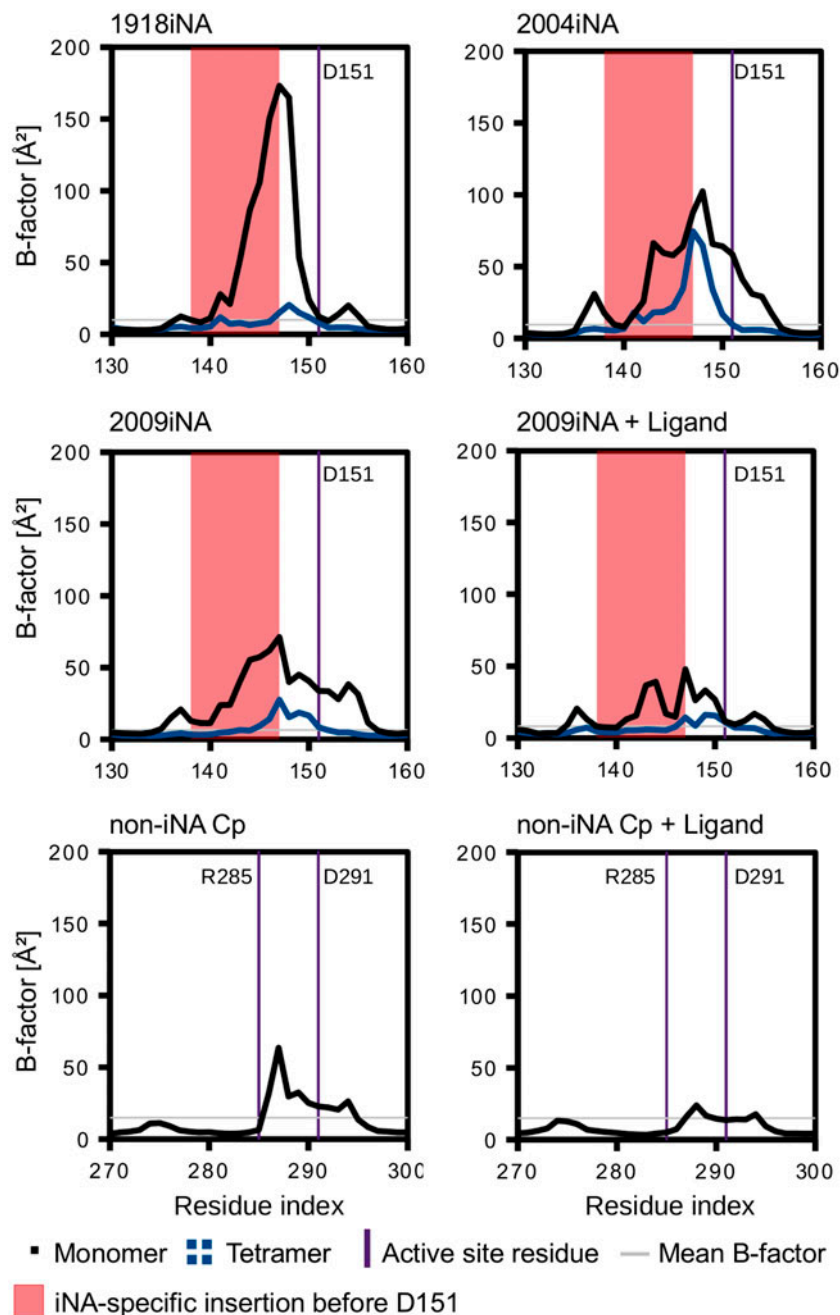 1918iNA
2004iNA
B-factor [Å²]
200
150
100
50
0
D151
130 140 150 160
200
150
100
50
0
D151
130 140 150 160
2009iNA
2009iNA + Ligand
B-factor [Å²]
200
150
100
50
0
D151
130 140 150 160
200
150
100
50
0
D151
130 140 150 160
non-iNA Cp
non-iNA Cp + Ligand
B-factor [Å²]
200
150
100
50
0
R285 D291
270 280 290 300
200
150
100
50
0
R285 D291
270 280 290 300
Residue index
Residue index
Monomer Tetramer Active site residue Mean B-factor
iNA-specific insertion before D151